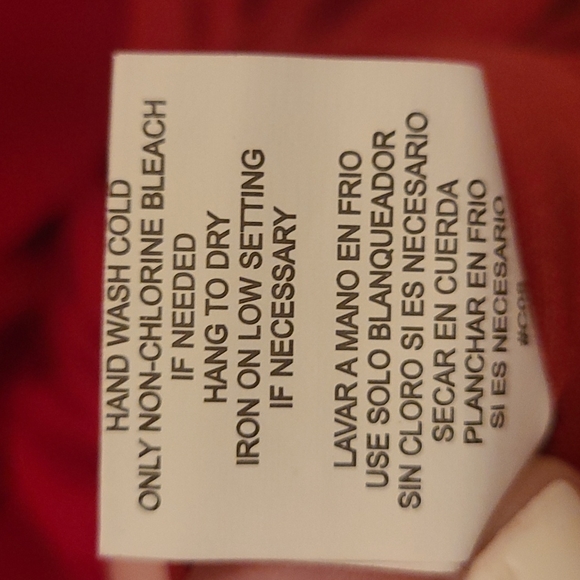 HAND WASH COLD
ONLY NON-CHLORINE BLEACH
IF NEEDED
HANG TO DRY
IRON ON LOW SETTING
IF NECESSARY
LAVAR A MANO EN FRIO
USE SOLO BLANQUEADOR
SIN CLORO SI ES NECESARIO
SECAR EN CUERDA
PLANCHAR EN FRIO
SI ES NECESARIO